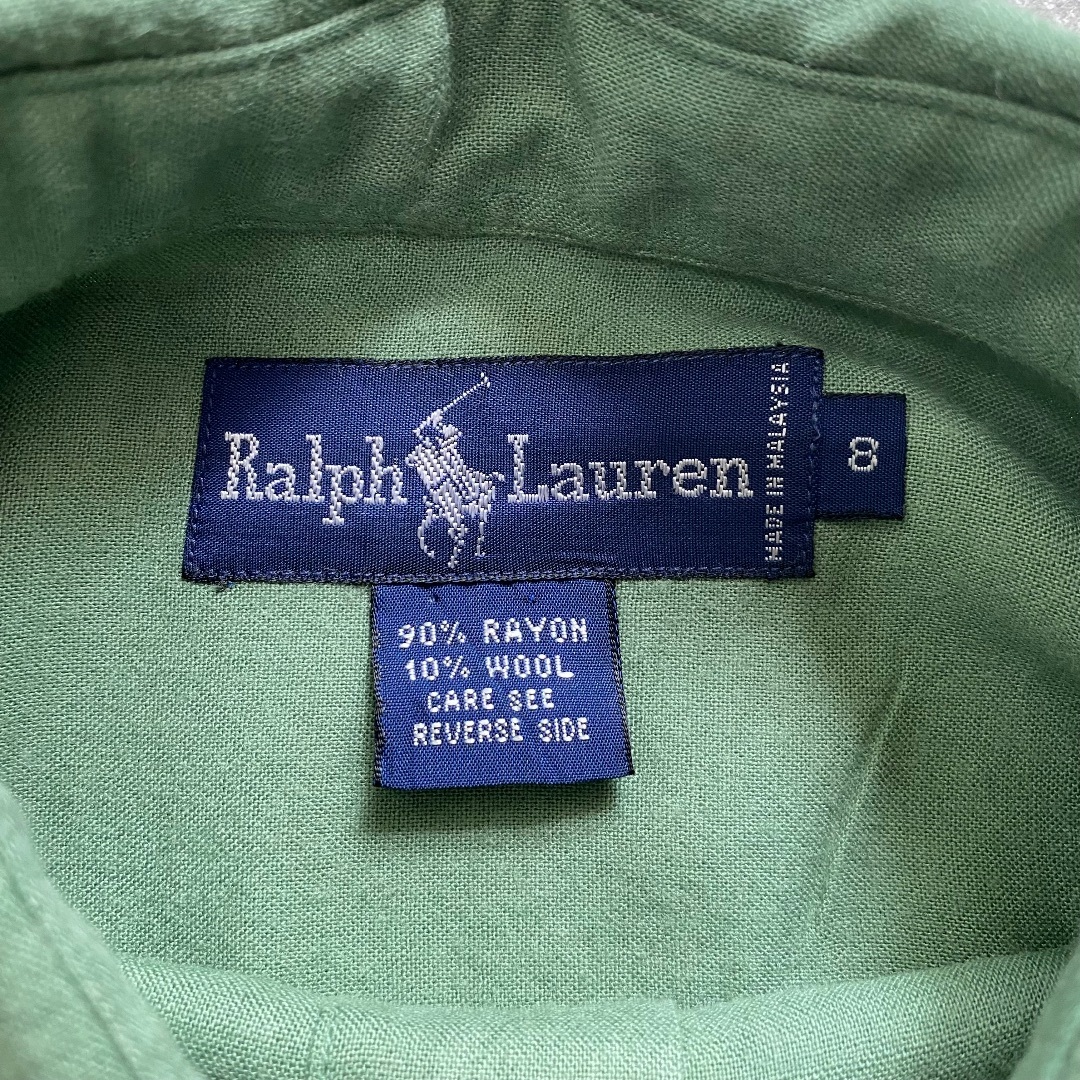 Ralph Lauren
MADE IN MALAYSIA
8
90% RAYON
10% WOOL
CARE SEE
REVERSE SIDE